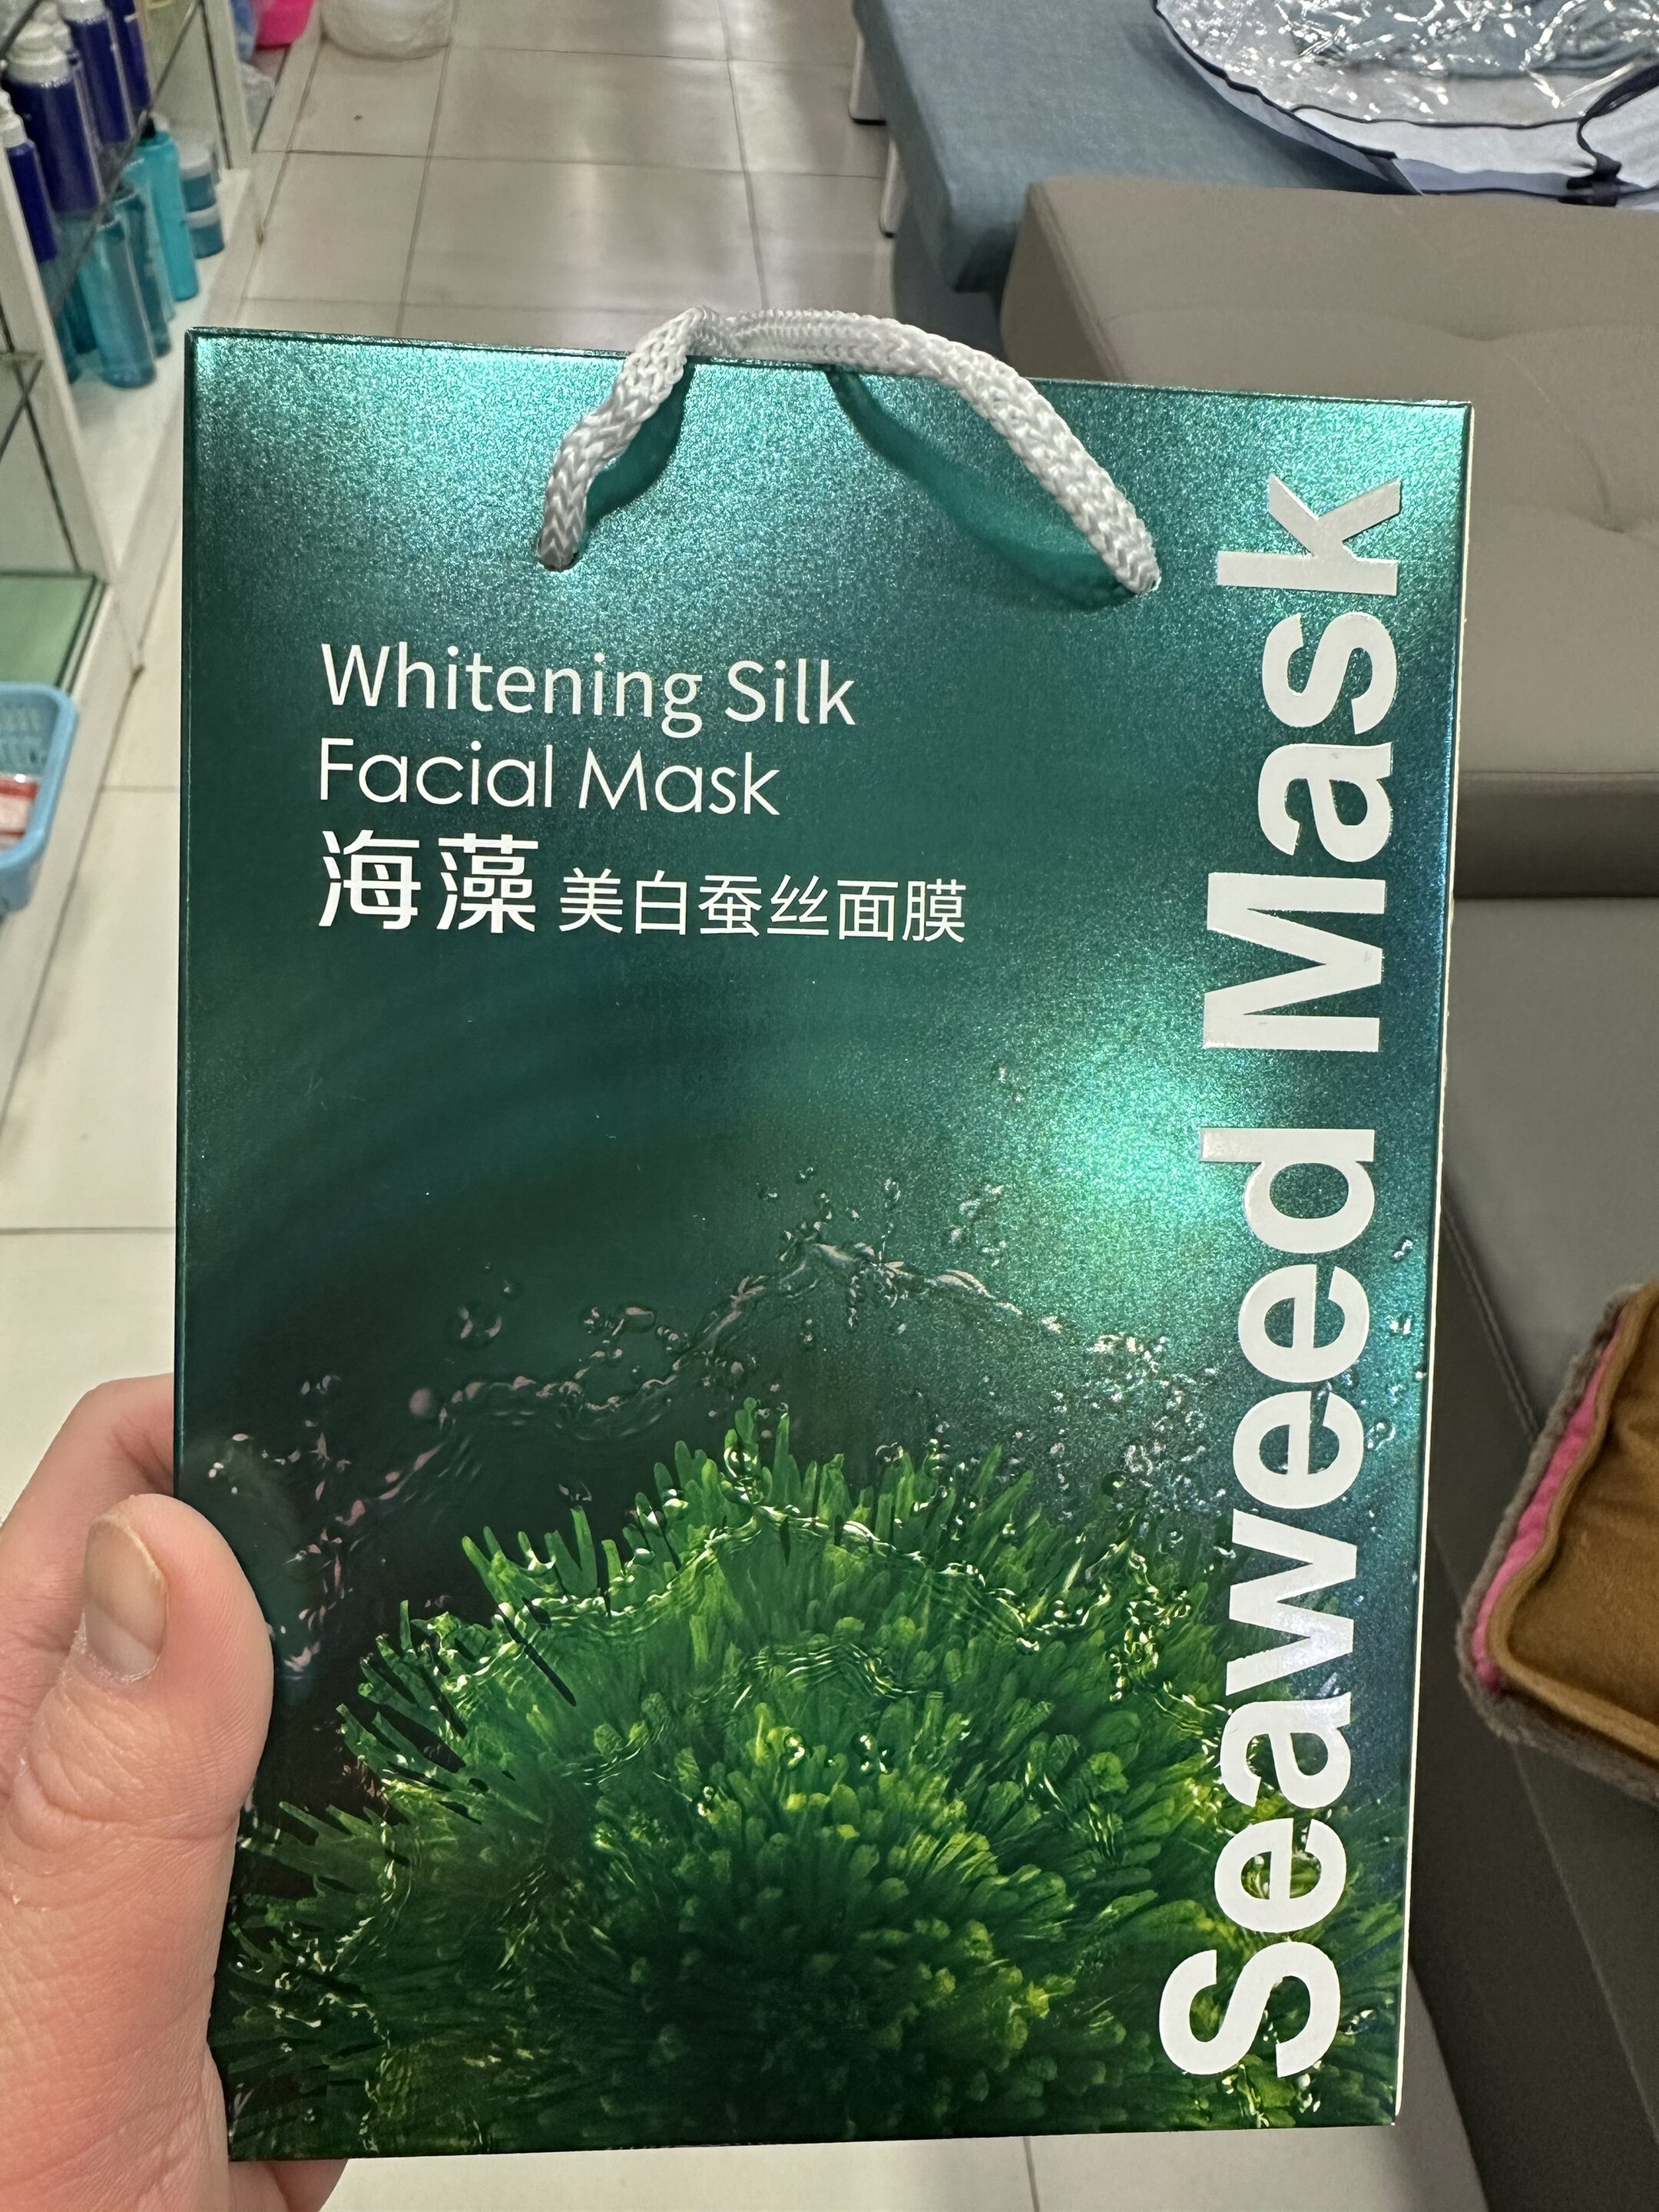 Whitening Silk
Facial Mask
海藻 美白蚕丝面膜
Seaweed Mask